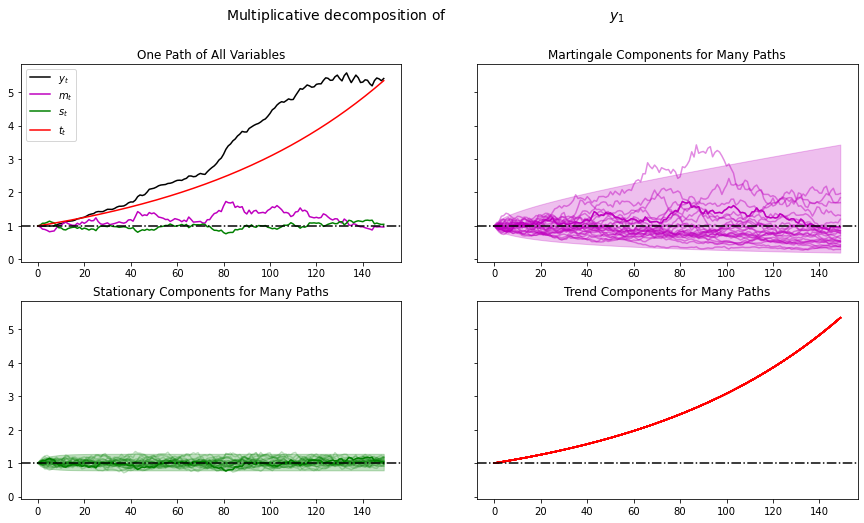 Multiplicative decomposition of y₁
One Path of All Variables
Martingale Components for Many Paths
yₜ
mₜ
sₜ
tₜ
5
4
3
2
1
0
0 20 40 60 80 100 120 140
0 20 40 60 80 100 120 140
Stationary Components for Many Paths
Trend Components for Many Paths
5
4
3
2
1
0
0 20 40 60 80 100 120 140
0 20 40 60 80 100 120 140